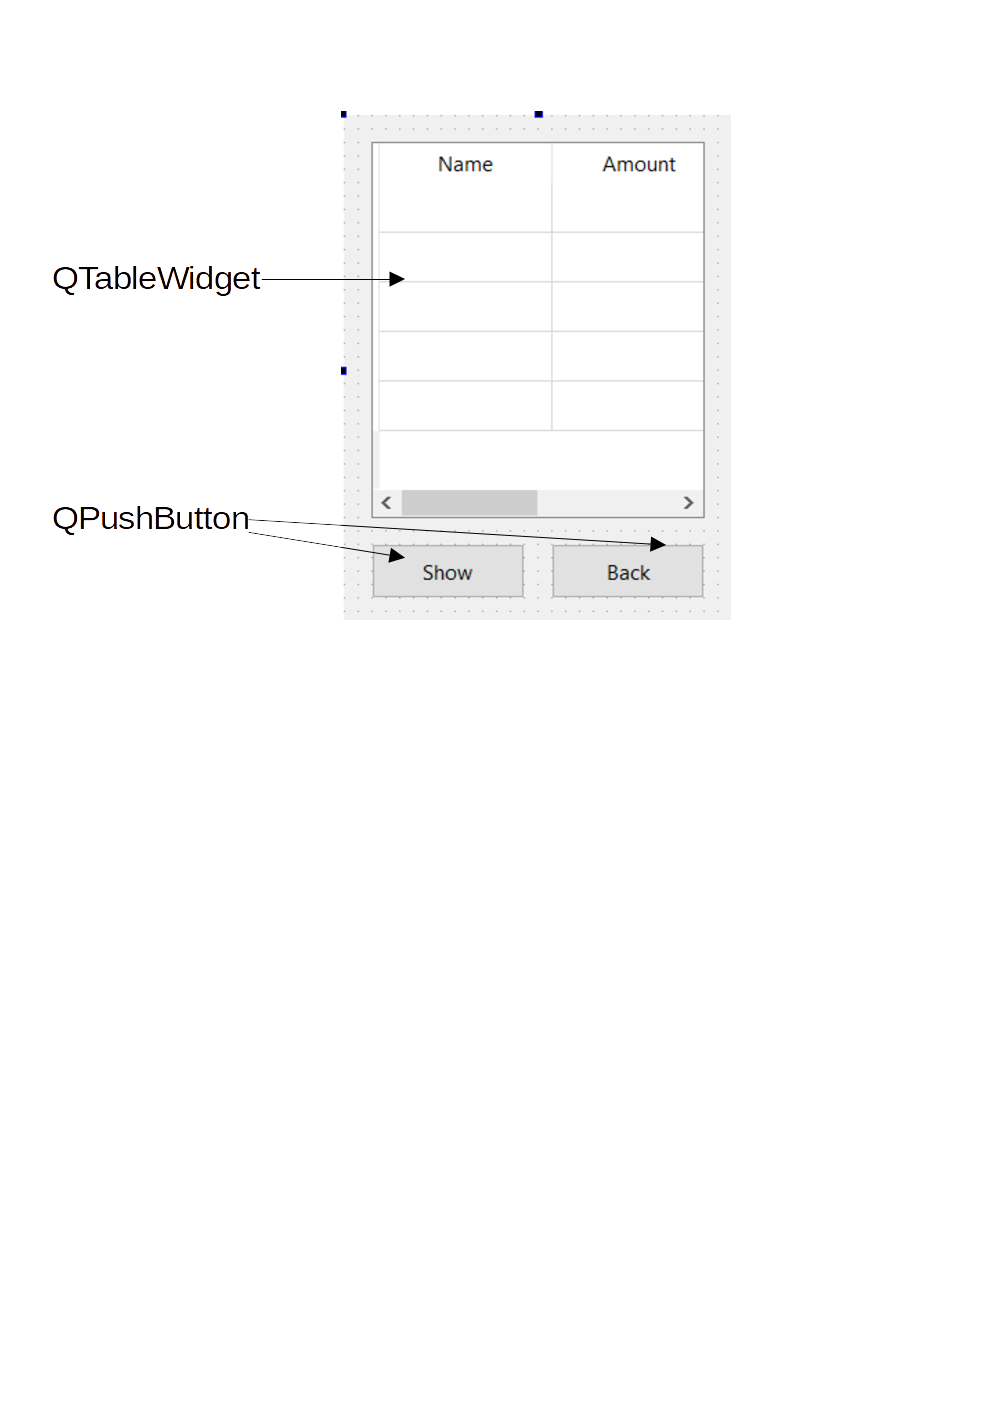 Name Amount
QTableWidget
QPushButton
Show Back